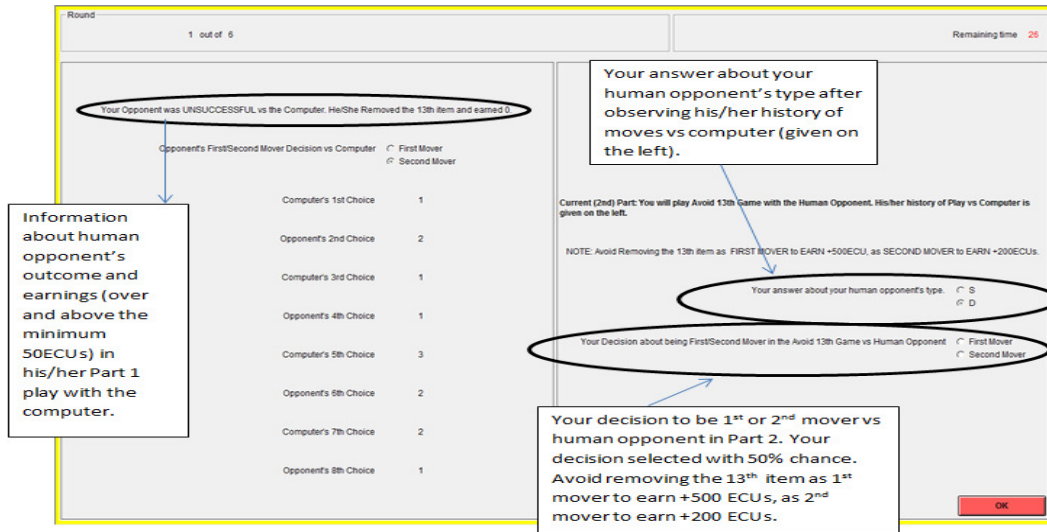 Round
1 out of 6
Remaining time 26
Your Opponent was UNSUCCESSFUL vs the Computer. He/She Removed the 13th item and earned 0.
Opponent's First/Second Mover Decision vs Computer
First Mover
Second Mover
Computer's 1st Choice 1
Opponent's 2nd Choice 2
Computer's 3rd Choice 1
Opponent's 4th Choice 1
Computer's 5th Choice 3
Opponent's 6th Choice 2
Computer's 7th Choice 2
Opponent's 8th Choice 1
Information
about human
opponent's
outcome and
earnings (over
and above the
minimum
50ECUs) in
his/her Part 1
play with the
computer.
Your answer about your
human opponent's type after
observing his/her history of
moves vs computer (given on
the left).
Current (2nd) Part: You will play Avoid 13th Game with the Human Opponent. His/her history of Play vs Computer is
given on the left.
NOTE: Avoid Removing the 13th item as FIRST MOVER to EARN +500ECU, as SECOND MOVER to EARN +200ECUs.
Your answer about your human opponent's type.
S
D
Your Decision about being First/Second Mover in the Avoid 13th Game vs Human Opponent
First Mover
Second Mover
Your decision to be 1st or 2nd mover vs
human opponent in Part 2. Your
decision selected with 50% chance.
Avoid removing the 13th item as 1st
mover to earn +500 ECUs, as 2nd
mover to earn +200 ECUs.
OK